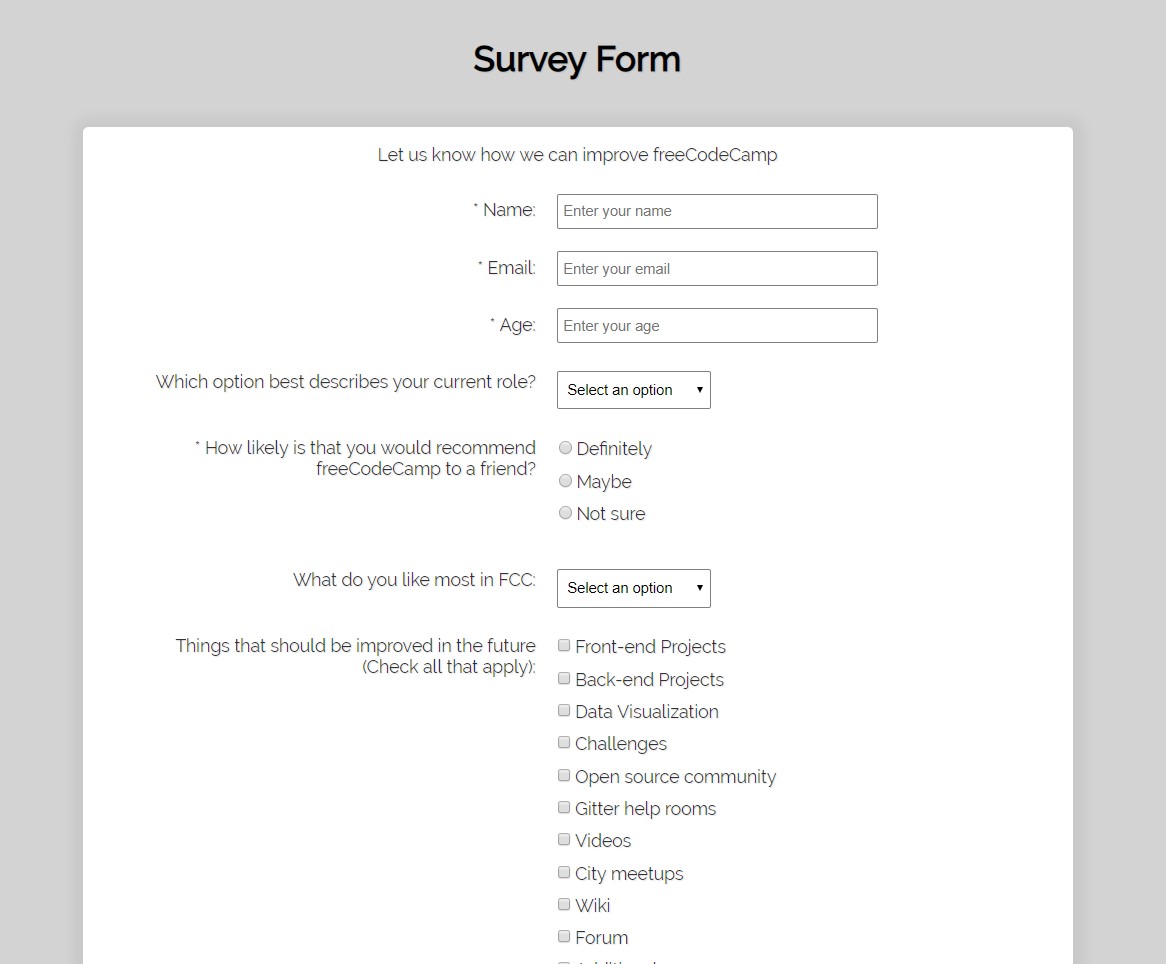 Survey Form
Let us know how we can improve freeCodeCamp
* Name:
Enter your name
* Email:
Enter your email
* Age:
Enter your age
Which option best describes your current role?
Select an option
* How likely is that you would recommend
freeCodeCamp to a friend?
Definitely
Maybe
Not sure
What do you like most in FCC:
Select an option
Things that should be improved in the future
(Check all that apply):
Front-end Projects
Back-end Projects
Data Visualization
Challenges
Open source community
Gitter help rooms
Videos
City meetups
Wiki
Forum